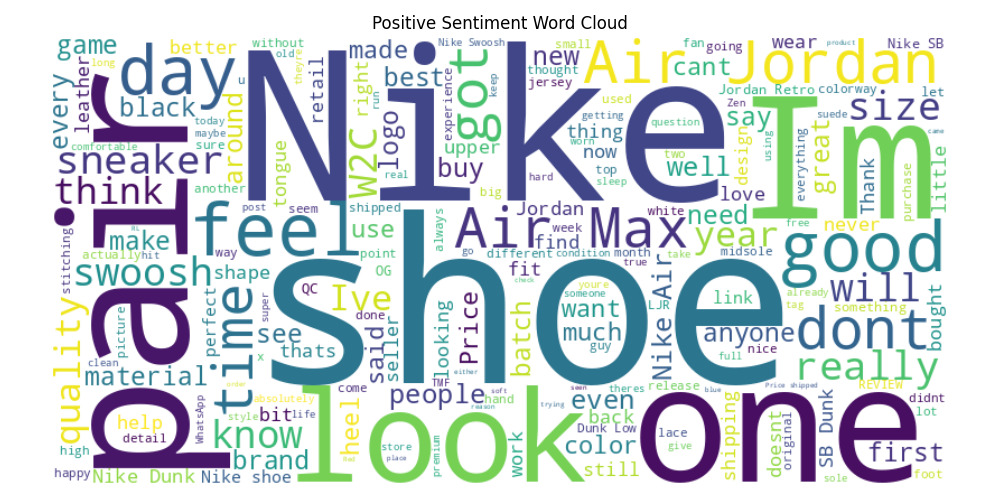 Positive Sentiment Word Cloud
game
every
long
leather
day
better
black
without
old
theyre
retail
u
right
made
best
run
W2C
logo
got
Nike Swoosh
keep
experience
new
small
thought
jersey
Air Jordan
fan
going
cant
wear
Nike SB
product
Jordan Retro
colorway
let
size
say
Zen
suede
used
getting
question
thing
worn
now
upper
buy
real
big
hard
top
sleep
two
well
love
design
using
everything
great
Thank
purchase
came
little
Nike
Im
pair
sneaker
today
maybe
sure
comfortable
around
tongue
think
another
post
seem
shipped
feel
use
always
Air Max
Jordan
week
find
white
need
year
free
never
good
make
actually
hit
way
stitching
swoosh
shape
point
OG
go
different
condition
month
true
take
midsole
fit
check
youre
someone
already
tag
will
something
bought
shoe
QC
Ive
done
super
perfect
time
see
x
thats
said
seller
looking
Price
batch
want
much
guy
Nike Air
LJR
link
anyone
full
nice
dont
really
quality
picture
clean
material
order
come
TMF
either
people
hand
soft
seen
theres
release
blue
Price shipped
REVIEW
didnt
lot
help
detail
WhatsApp
absolutely
style
bit
life
heel
look
store
place
premium
reason
work
trying
even
back
Dunk Low
color
still
lace
give
one
shipping
doesnt
original
SB Dunk
first
foot
sole
high
happy
know
brand
Nike Dunk
Nike shoe